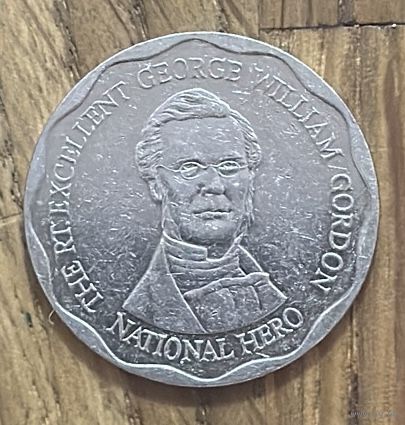 THE RT. EXCELLENT GEORGE WILLIAM GORDON
NATIONAL HERO